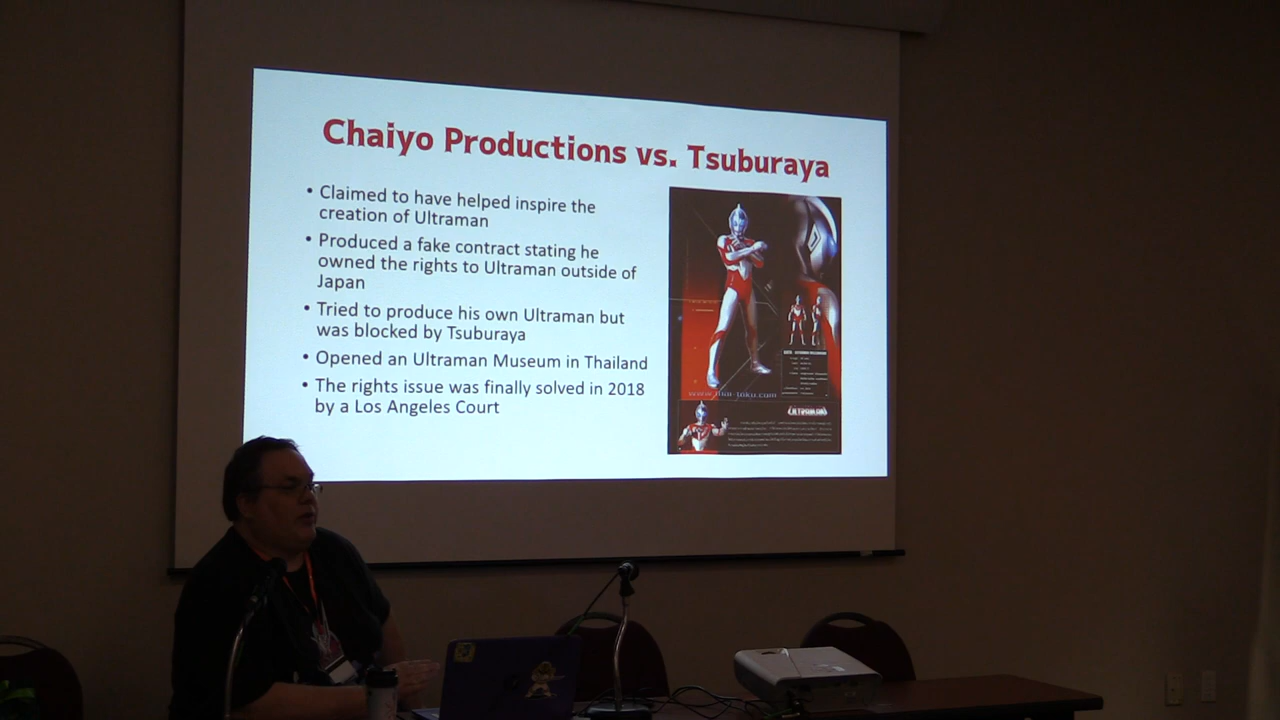 Chaiyo Productions vs. Tsuburaya
• Claimed to have helped inspire the
creation of Ultraman
• Produced a fake contract stating he
owned the rights to Ultraman outside of
Japan
• Tried to produce his own Ultraman but
was blocked by Tsuburaya
• Opened an Ultraman Museum in Thailand
• The rights issue was finally solved in 2018
by a Los Angeles Court
ULTRAMAN